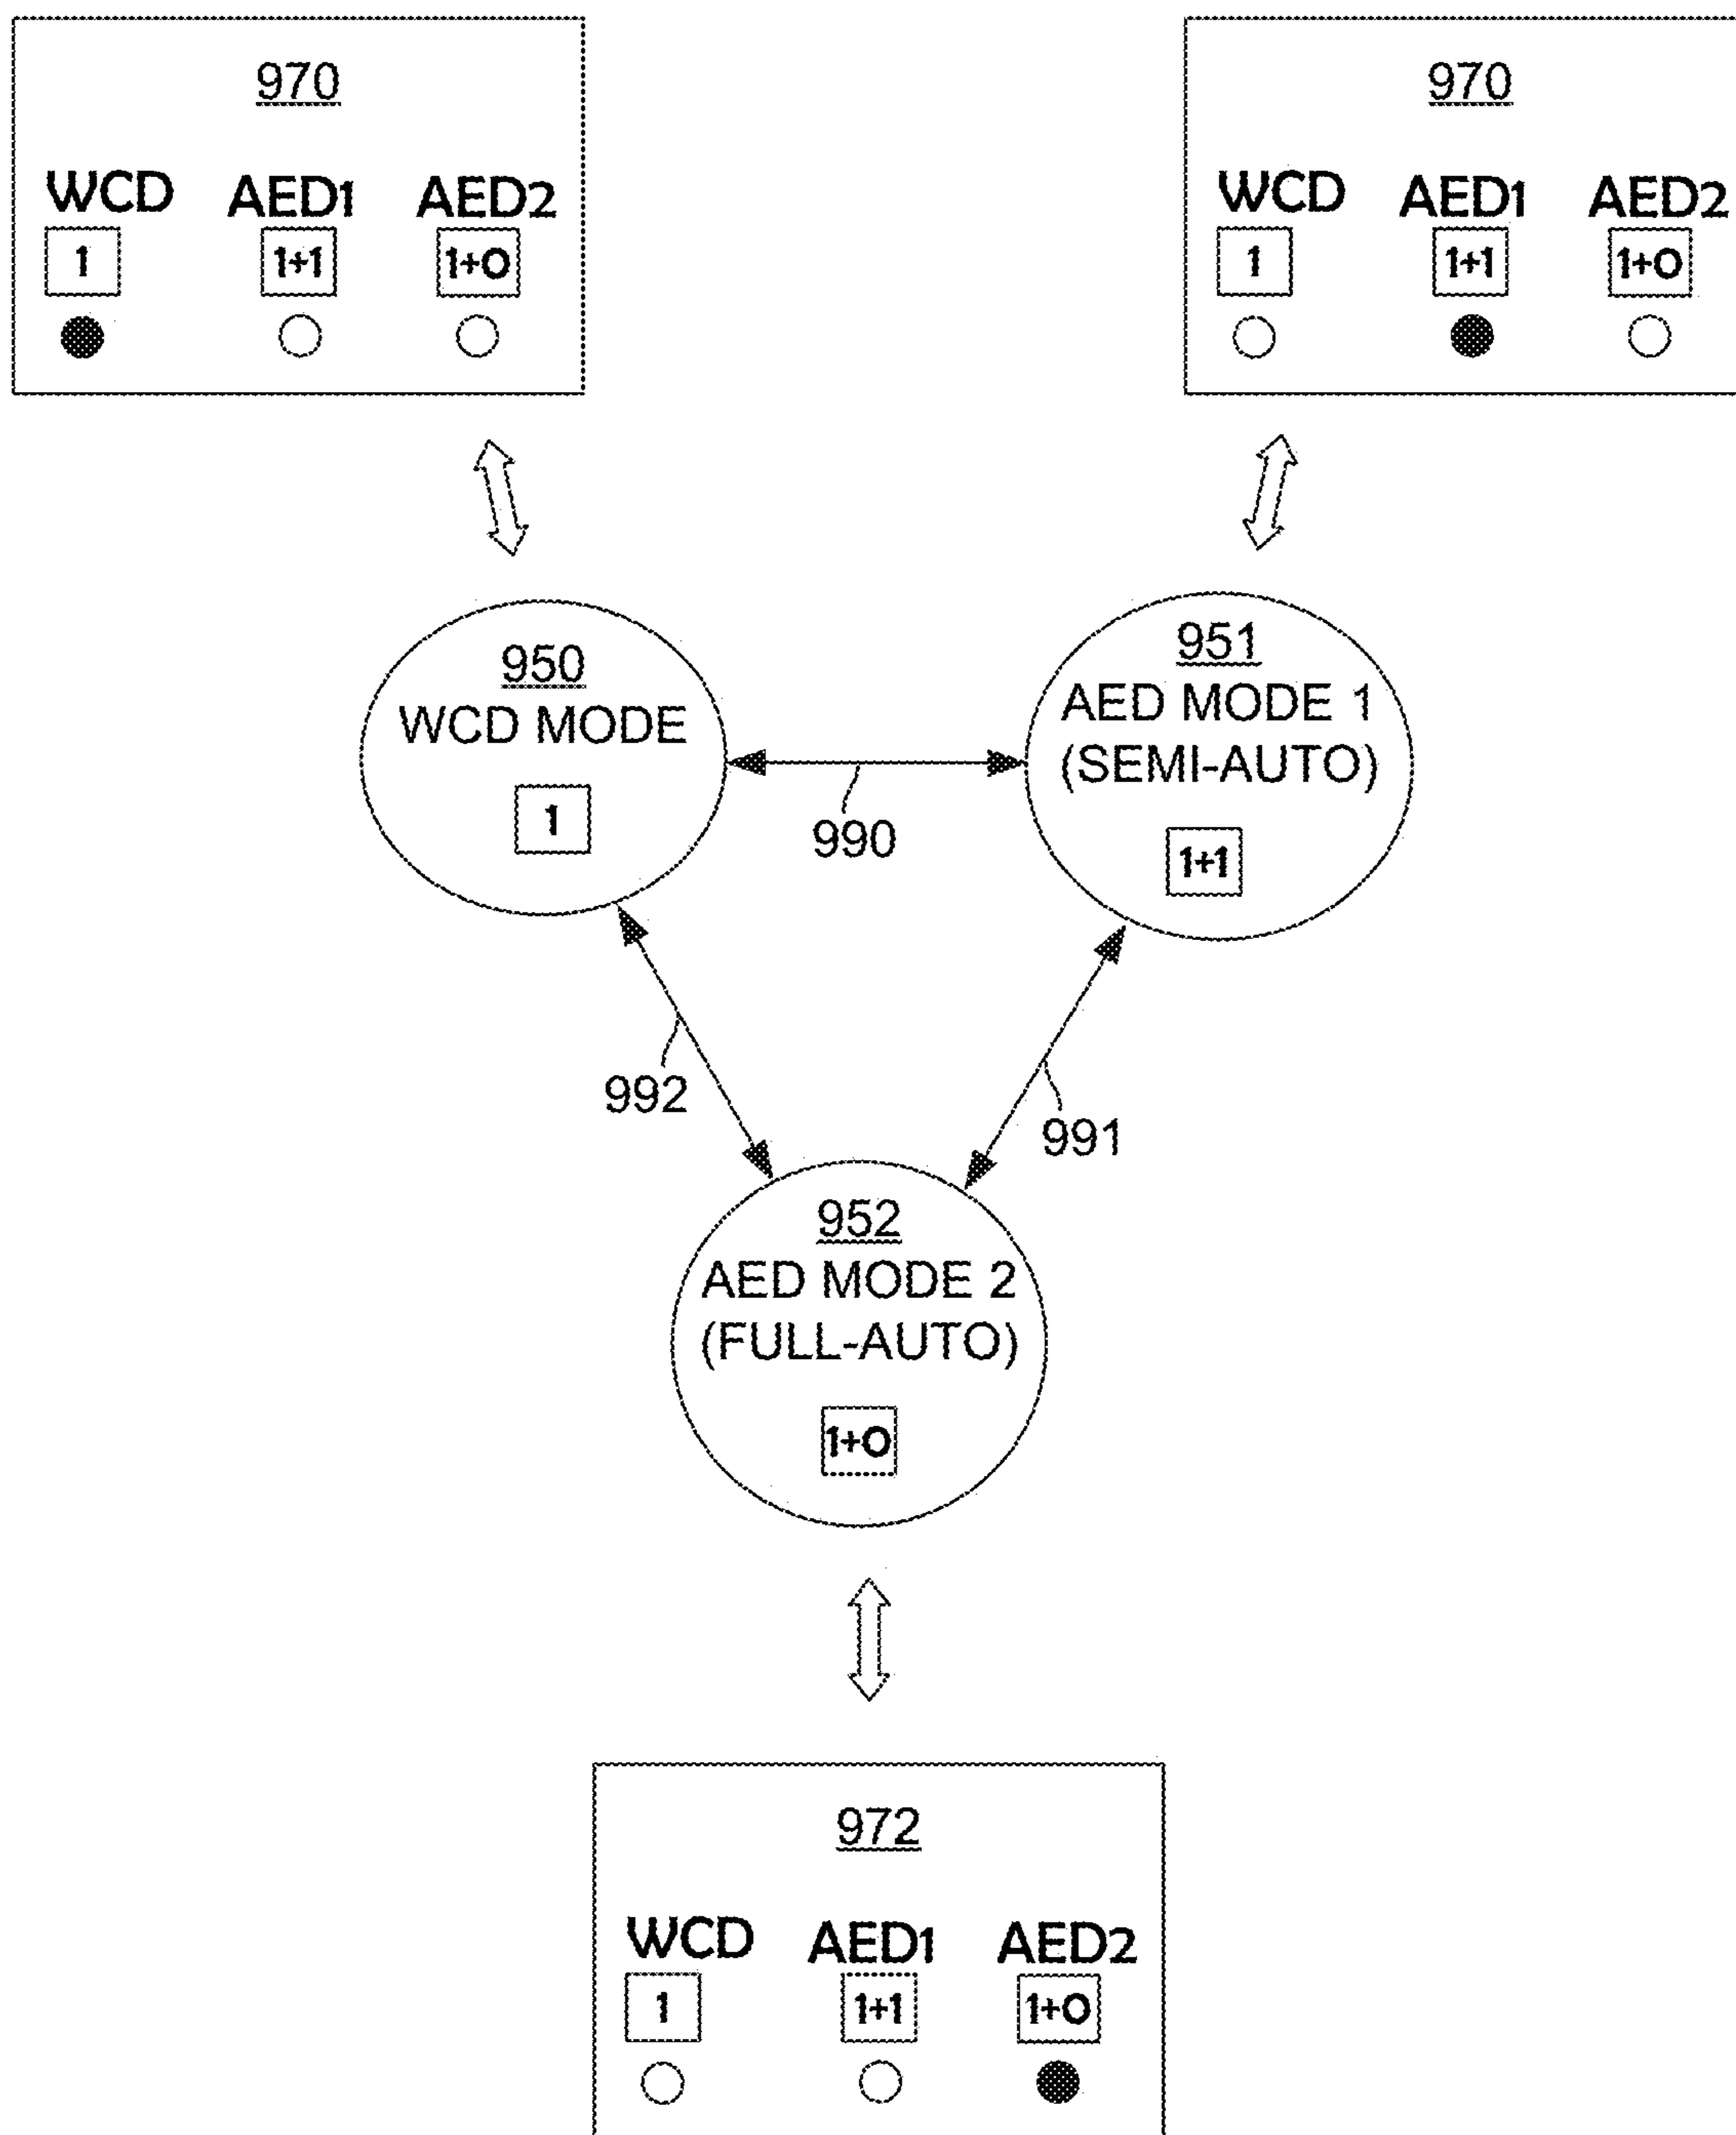 970
WCD AED1 AED2
1 1+1 1+0
970
WCD AED1 AED2
1 1+1 1+0
950
WCD MODE
1
951
AED MODE 1
(SEMI-AUTO)
1+1
990
992
991
952
AED MODE 2
(FULL-AUTO)
1+0
972
WCD AED1 AED2
1 1+1 1+0